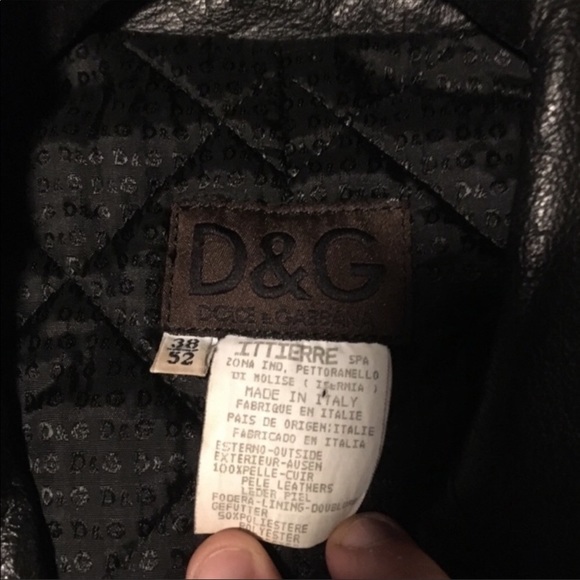 D&G
DOLCE & GABBANA
38
52
ITTIERRE SPA
ZONA IND. PETTORANELLO
DI MOLISE ( ISERNIA )
MADE IN ITALY
FABRIQUE EN ITALIE
PAIS DE ORIGEN:ITALIA
FABRICADO EN ITALIA
ESTERNO-OUTSIDE
EXTERIEUR-AUSEN
100%PELLE-CUIR
PELE LEATHERS
LEDER PIEL
FODERA-LINING-DOUBLURE
GEFUTTER
50%POLIESTERE
POLYESTER